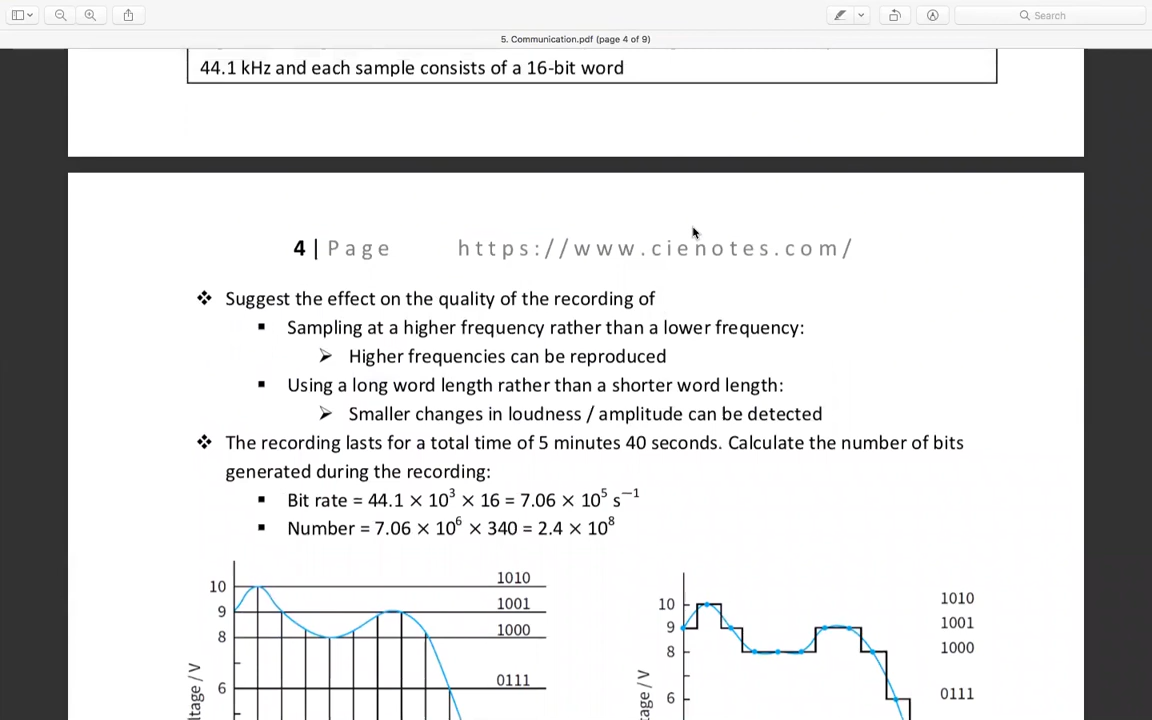 Search
5. Communication.pdf (page 4 of 9)
44.1 kHz and each sample consists of a 16-bit word
4 | Page https://www.cienotes.com/
❖ Suggest the effect on the quality of the recording of
▪ Sampling at a higher frequency rather than a lower frequency:
➢ Higher frequencies can be reproduced
▪ Using a long word length rather than a shorter word length:
➢ Smaller changes in loudness / amplitude can be detected
❖ The recording lasts for a total time of 5 minutes 40 seconds. Calculate the number of bits
generated during the recording:
▪ Bit rate = 44.1 × 10³ × 16 = 7.06 × 10⁵ s⁻¹
▪ Number = 7.06 × 10⁶ × 340 = 2.4 × 10⁸
10
9
8
6
1010
1001
1000
0111
10
9
8
6
1010
1001
1000
0111